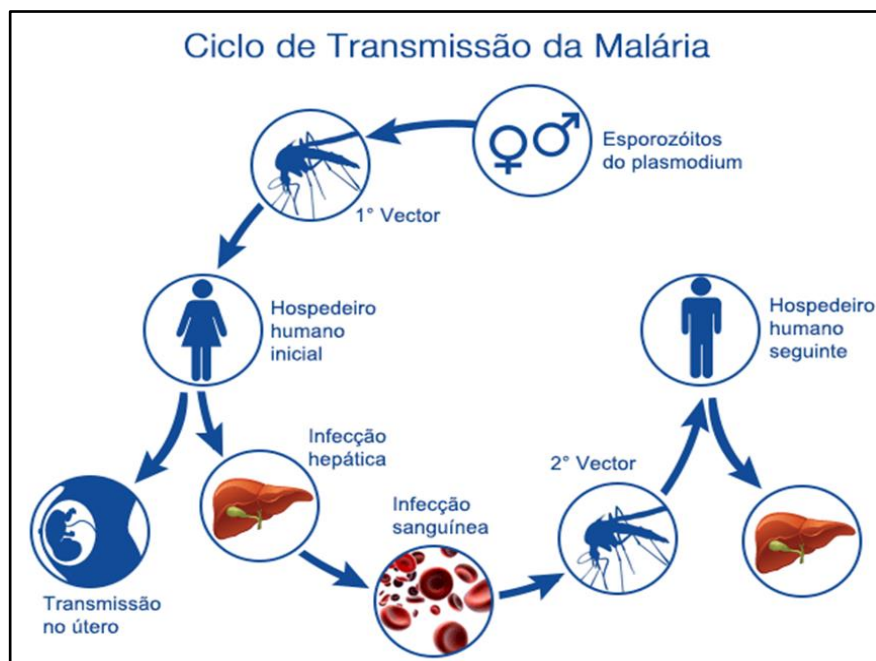 Ciclo de Transmissão da Malária
Esporozóitos
do plasmodium
1° Vector
Hospedeiro
humano
inicial
Hospedeiro
humano
seguinte
Infecção
hepática
2° Vector
Infecção
sanguínea
Transmissão
no útero